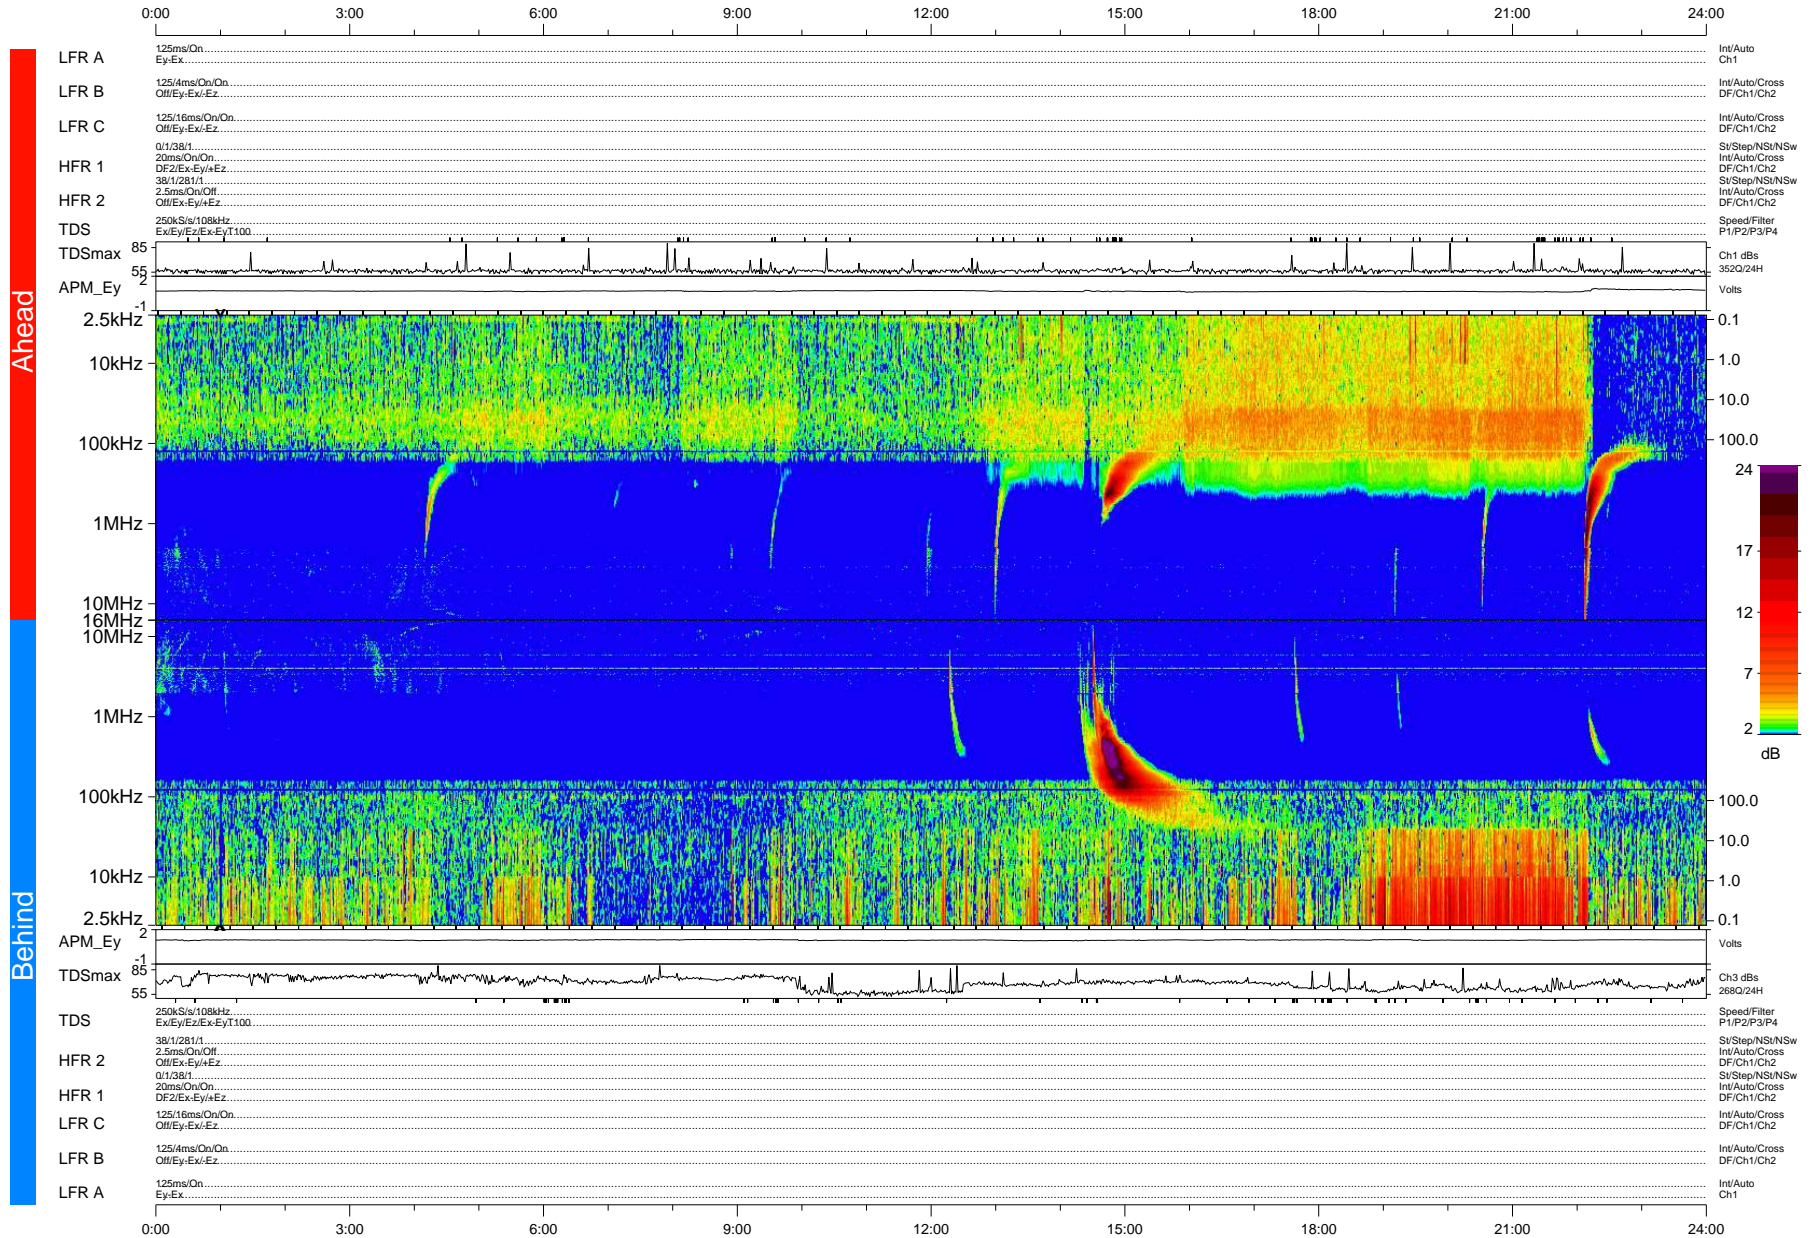 0:00 3:00 6:00 9:00 12:00 15:00 18:00 21:00 24:00
Ahead
LFR A 125ms/On Int/Auto
Ey-Ex Ch1
LFR B 125/4ms/On/On Int/Auto/Cross
Off/Ey-Ex/-Ez DF/Ch1/Ch2
LFR C 125/16ms/On/On Int/Auto/Cross
Off/Ey-Ex/-Ez DF/Ch1/Ch2
0/1/38/1 St/Step/NSt/NSw
HFR 1 20ms/On/On Int/Auto/Cross
DF2/Ex-Ey/+Ez DF/Ch1/Ch2
38/1/281/1 St/Step/NSt/NSw
HFR 2 2.5ms/On/Off Int/Auto/Cross
Off/Ex-Ey/+Ez DF/Ch1/Ch2
TDS 250kS/s/108kHz Speed/Filter
Ex/Ey/Ez/Ex-EyT100 P1/P2/P3/P4
TDSmax 85 Ch1 dBs
55 352Q/24H
APM_Ey 2 Volts
-1
2.5kHz 0.1
10kHz 1.0
10.0
100kHz 100.0
1MHz
10MHz
16MHz
10MHz
1MHz
100kHz 100.0
10.0
10kHz 1.0
2.5kHz 0.1
24
17
12
7
2
dB
Behind
APM_Ey 2 Volts
-1
TDSmax 85 Ch3 dBs
55 268Q/24H
TDS 250kS/s/108kHz Speed/Filter
Ex/Ey/Ez/Ex-EyT100 P1/P2/P3/P4
38/1/281/1 St/Step/NSt/NSw
HFR 2 2.5ms/On/Off Int/Auto/Cross
Off/Ex-Ey/+Ez DF/Ch1/Ch2
0/1/38/1 St/Step/NSt/NSw
HFR 1 20ms/On/On Int/Auto/Cross
DF2/Ex-Ey/+Ez DF/Ch1/Ch2
LFR C 125/16ms/On/On Int/Auto/Cross
Off/Ey-Ex/-Ez DF/Ch1/Ch2
LFR B 125/4ms/On/On Int/Auto/Cross
Off/Ey-Ex/-Ez DF/Ch1/Ch2
LFR A 125ms/On Int/Auto
Ey-Ex Ch1
0:00 3:00 6:00 9:00 12:00 15:00 18:00 21:00 24:00